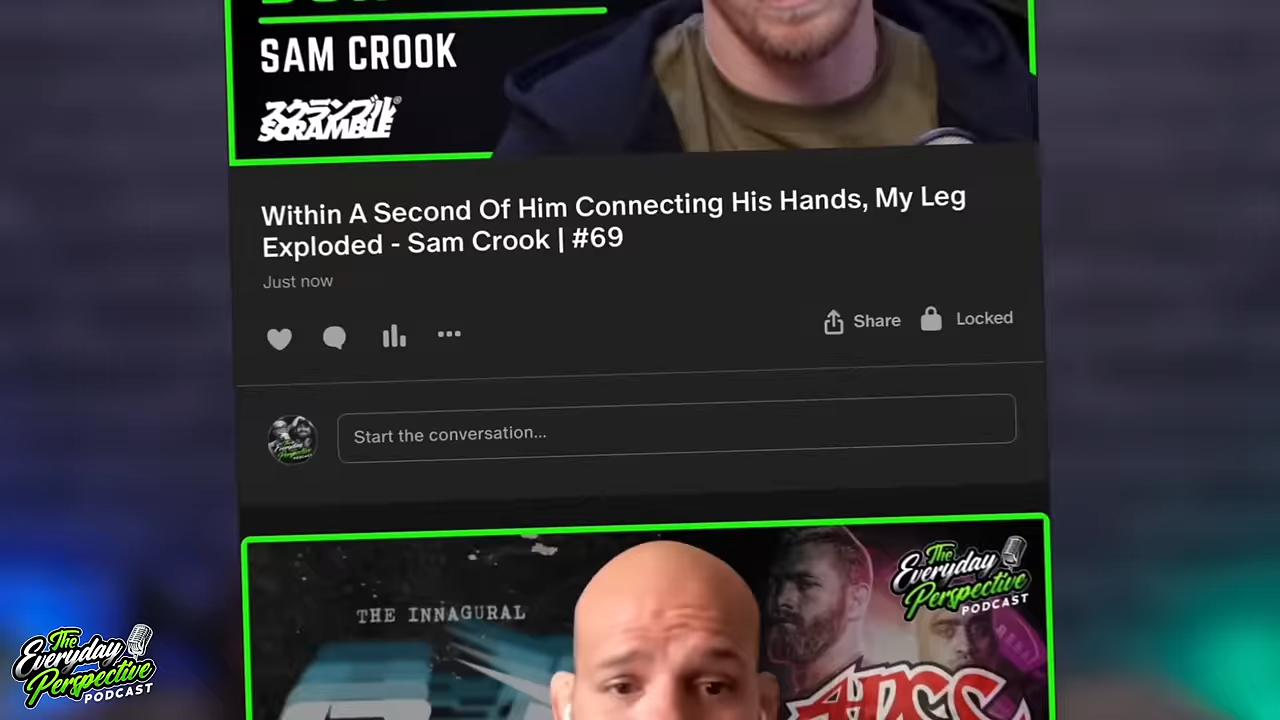 SAM CROOK
スクランブル®
SCRAMBLE
Within A Second Of Him Connecting His Hands, My Leg
Exploded - Sam Crook | #69
Just now
Share
Locked
Start the conversation...
The
Everyday
Perspective
PODCAST
THE INNAGURAL
The
Everyday
Perspective
PODCAST